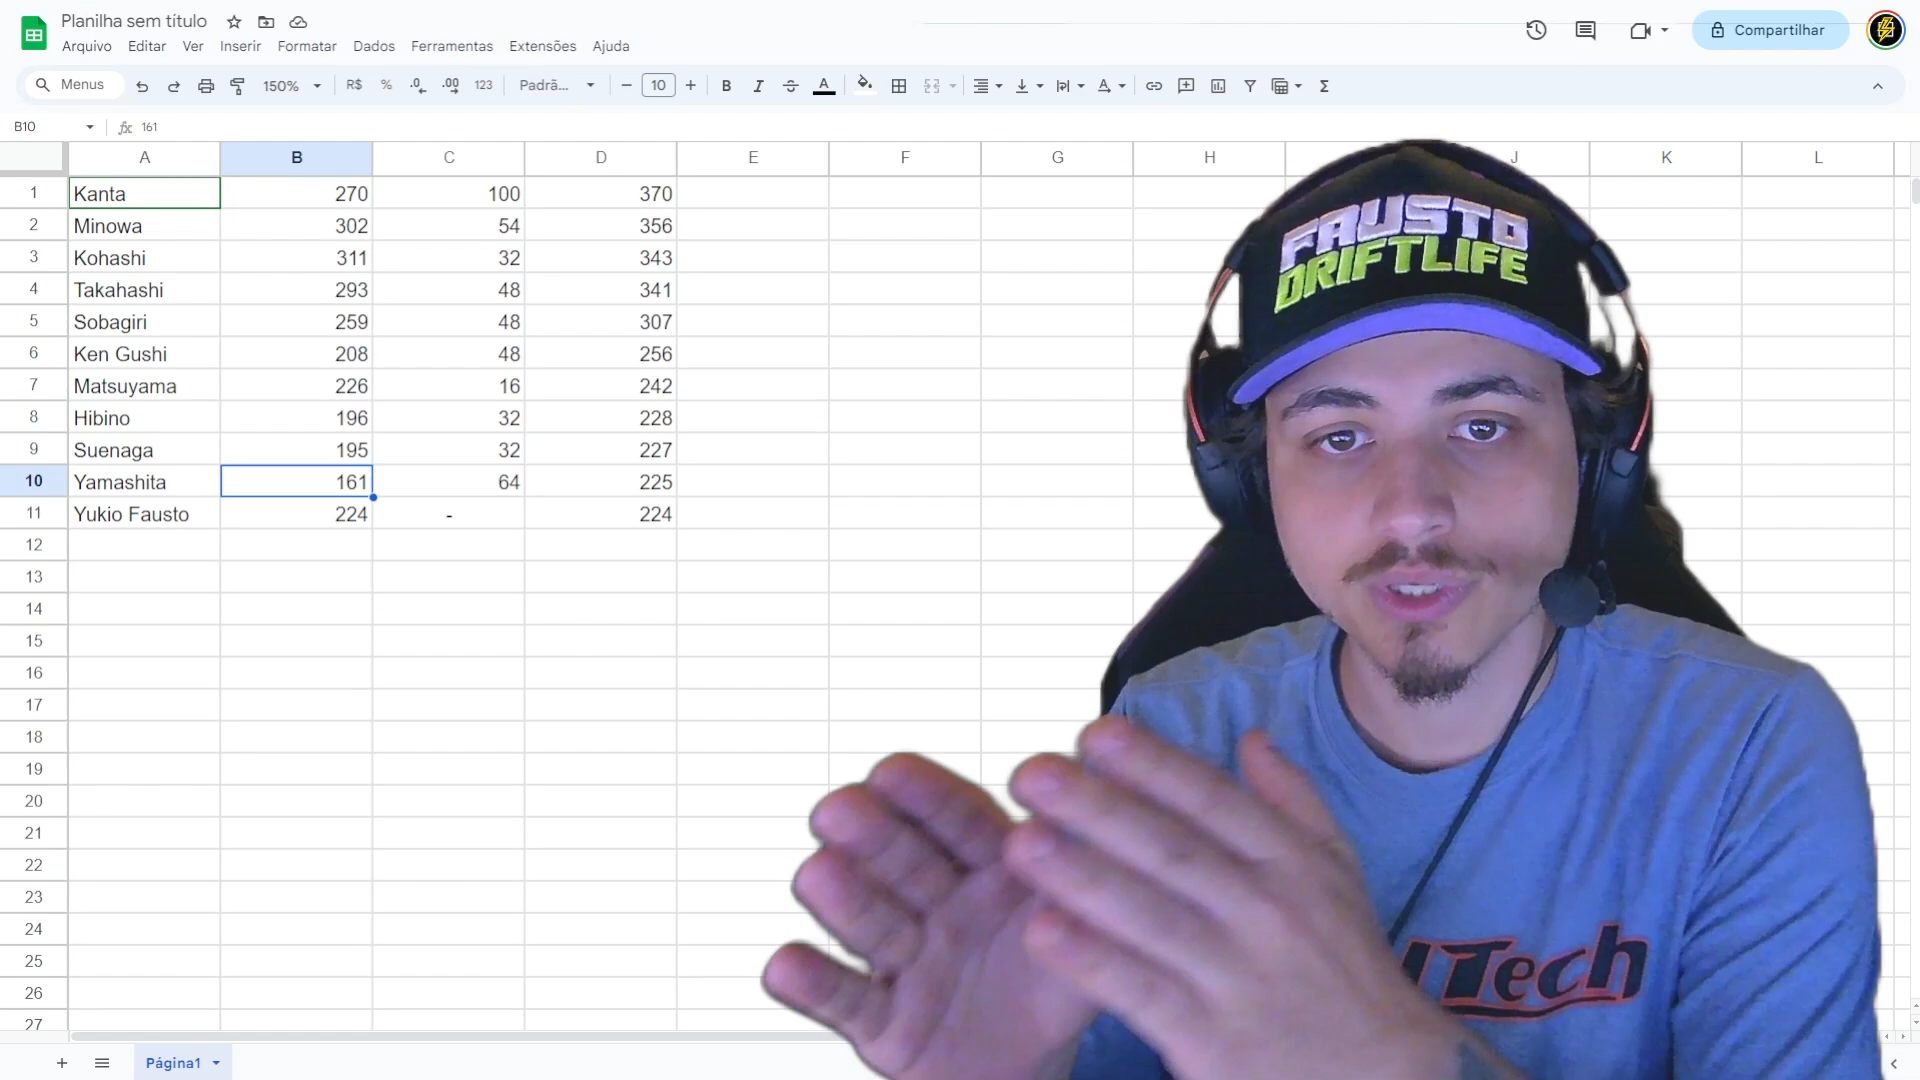 Planilha sem título
Arquivo Editar Ver Inserir Formatar Dados Ferramentas Extensões Ajuda
Compartilhar
Menus 150% R$ % .0 .00 123 Padrã... − 10 + B I S A Σ
B10 fx 161
A B C D E F G H J K L
1 Kanta 270 100 370
2 Minowa 302 54 356
3 Kohashi 311 32 343
4 Takahashi 293 48 341
5 Sobagiri 259 48 307
6 Ken Gushi 208 48 256
7 Matsuyama 226 16 242
8 Hibino 196 32 228
9 Suenaga 195 32 227
10 Yamashita 161 64 225
11 Yukio Fausto 224 - 224
12
13
14
15
16
17
18
19
20
21
22
23
24
25
26
27
+ Página1
FAUSTO
DRIFTLIFE
Tech